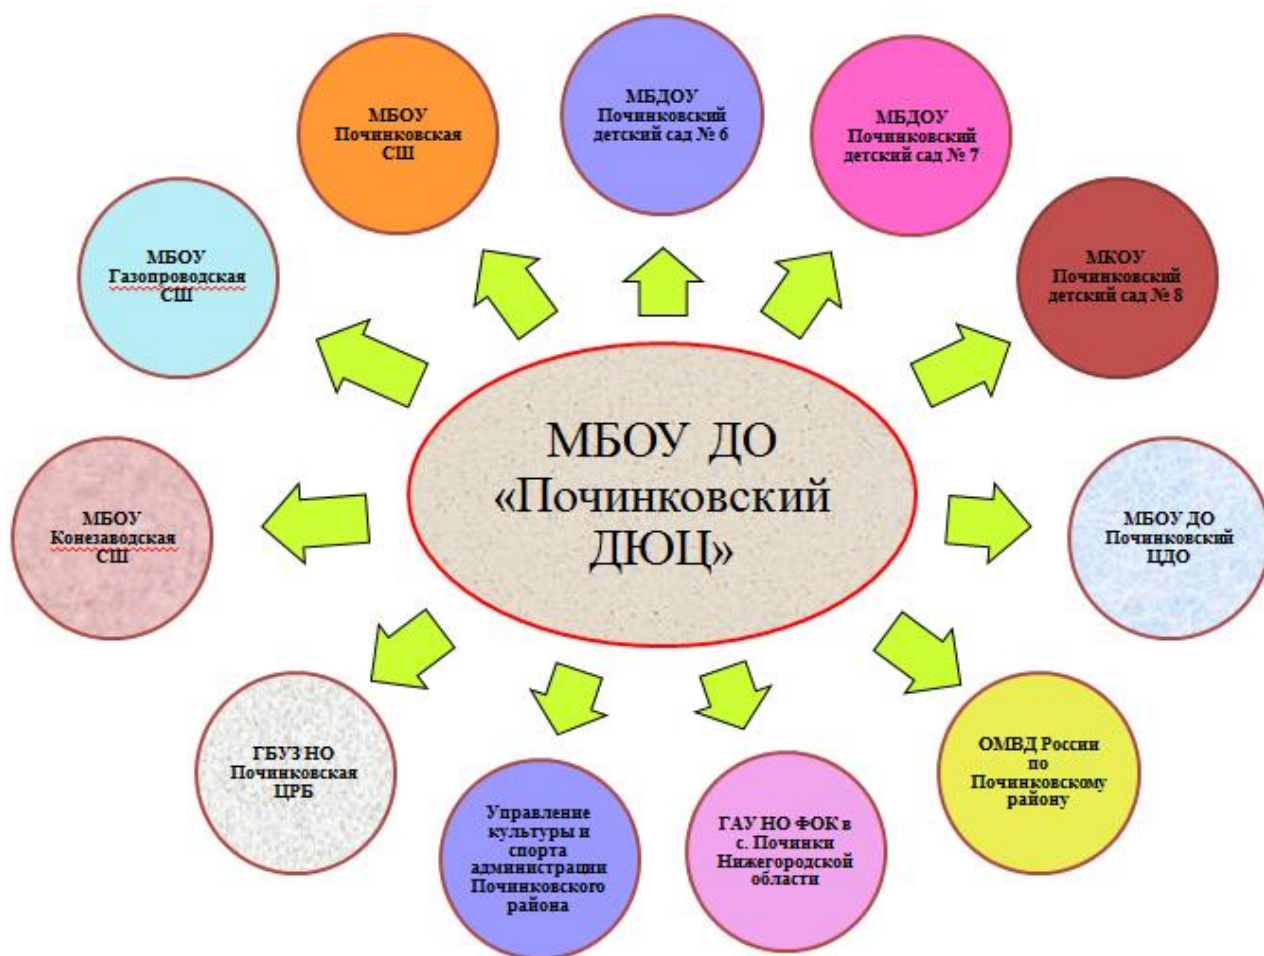 МБДОУ
Починковский
детский сад № 6
МБДОУ
Починковский
детский сад № 7
МБОУ
Починковская
СШ
МКОУ
Починковский
детский сад № 8
МБОУ
Газопроводская
СШ
МБОУ ДО
«Починковский
ДЮЦ»
МБОУ ДО
Починковский
ЦДО
МБОУ
Конезаводская
СШ
ОМВД России
по
Починковскому
району
ГБУЗ НО
Починковская
ЦРБ
ГАУ НО ФОК в
с. Починки
Нижегородской
области
Управление
культуры и
спорта
администрации
Починковского
района